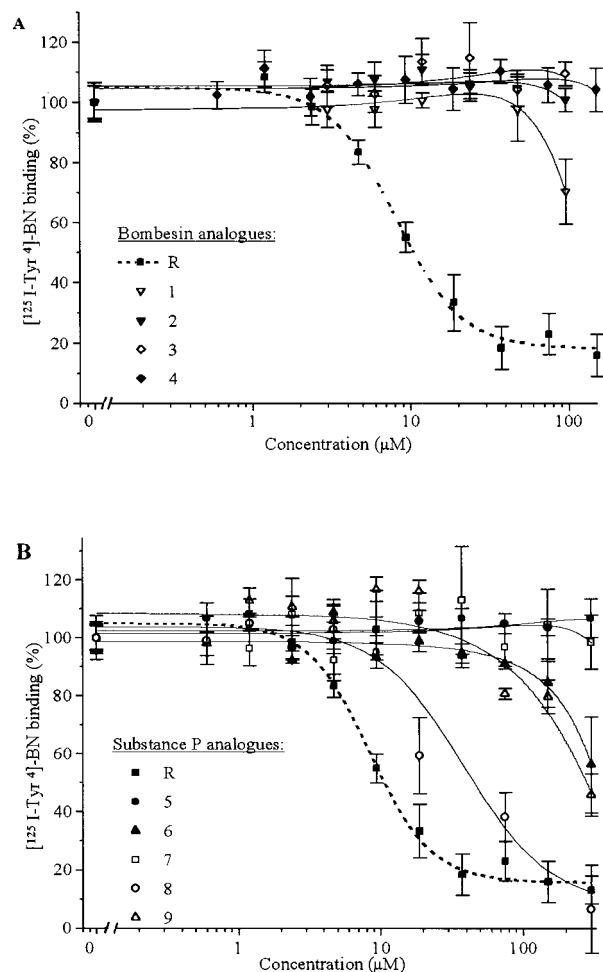 A
120
100
80
60
40
20
0
[¹²⁵ I-Tyr ⁴]-BN binding (%)
Bombesin analogues:
R
1
2
3
4
0 1 10 100
Concentration (µM)
B
120
100
80
60
40
20
0
[¹²⁵ I-Tyr ⁴]-BN binding (%)
Substance P analogues:
R
5
6
7
8
9
0 1 10 100
Concentration (µM)